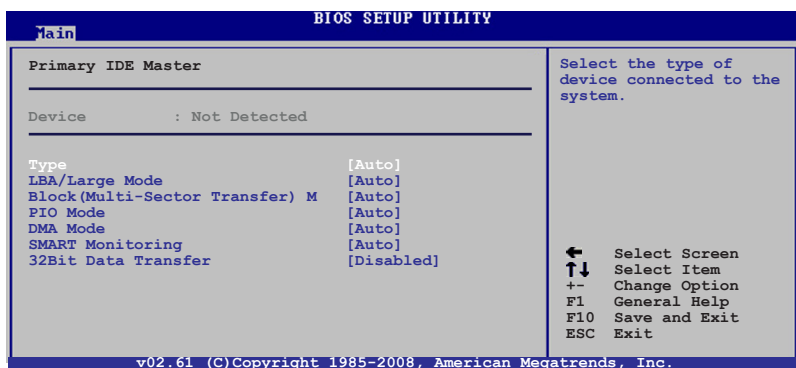 BIOS SETUP UTILITY
Main
Primary IDE Master
Device : Not Detected
Type [Auto]
LBA/Large Mode [Auto]
Block(Multi-Sector Transfer) M [Auto]
PIO Mode [Auto]
DMA Mode [Auto]
SMART Monitoring [Auto]
32Bit Data Transfer [Disabled]
Select the type of
device connected to the
system.
← Select Screen
↑↓ Select Item
+- Change Option
F1 General Help
F10 Save and Exit
ESC Exit
v02.61 (C)Copyright 1985-2008, American Megatrends, Inc.